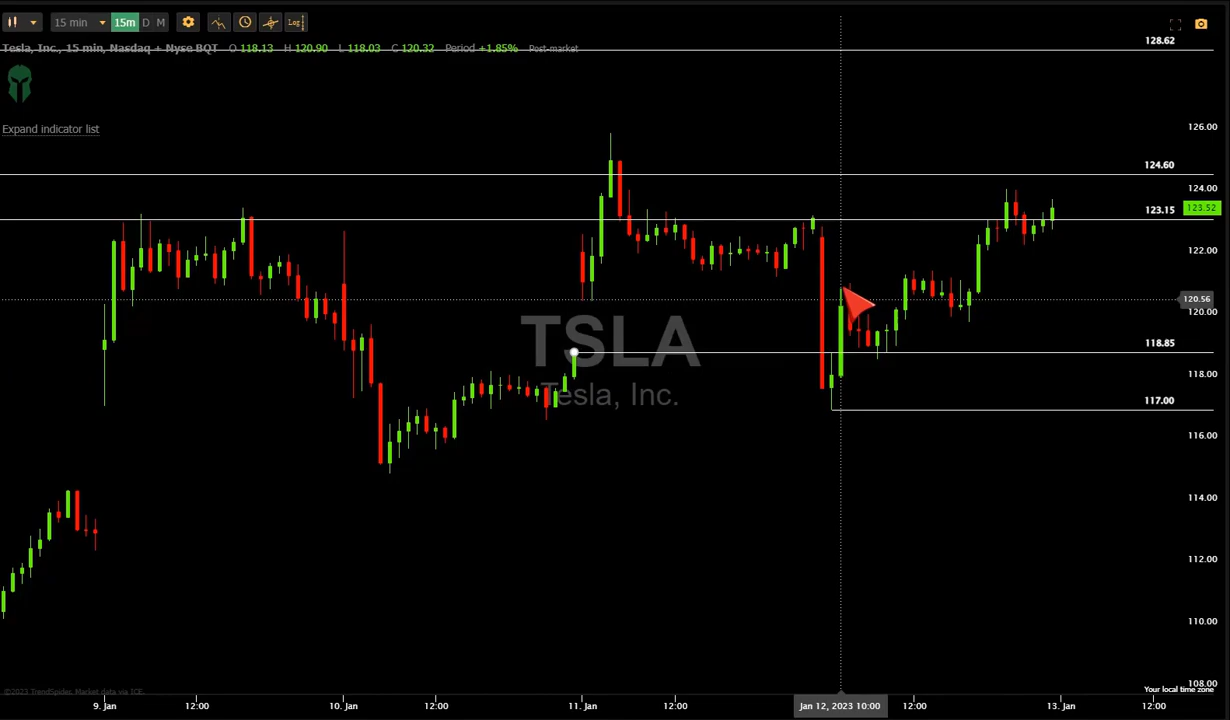 15 min 15m D M Log
Tesla, Inc., 15 min, Nasdaq + Nyse BQT O 118.13 H 120.90 L 118.03 C 120.32 Period +1.85% Post-market
Expand indicator list
128.62
126.00
124.60
124.00
123.15
123.52
122.00
120.56
120.00
118.85
118.00
117.00
116.00
114.00
112.00
110.00
108.00
TSLA
Tesla, Inc.
©2023 TrendSpider. Market data via ICE.
Your local time zone
9. Jan 12:00 10. Jan 12:00 11. Jan 12:00 Jan 12, 2023 10:00 12:00 13. Jan 12:00